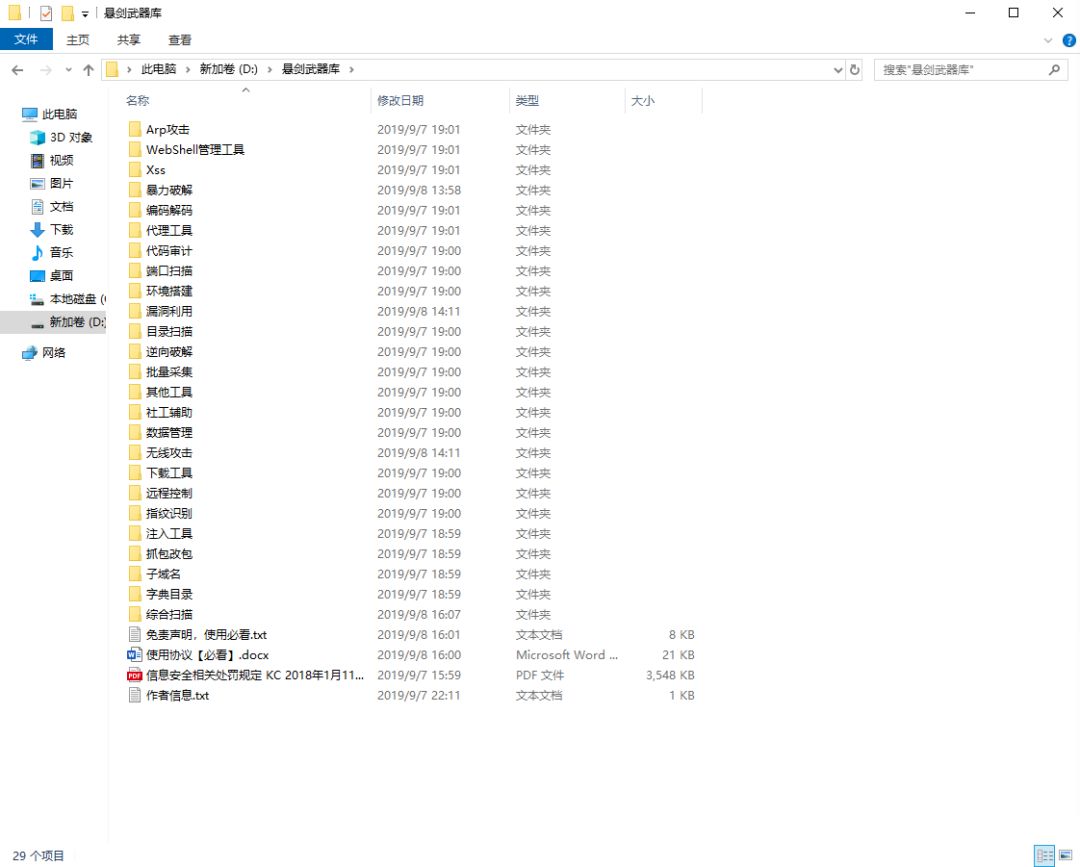 悬剑武器库
文件 主页 共享 查看
此电脑 › 新加卷 (D:) › 悬剑武器库 › 搜索"悬剑武器库"
名称 修改日期 类型 大小
此电脑
3D 对象
视频
图片
文档
下载
音乐
桌面
本地磁盘 (
新加卷 (D:)
网络
Arp攻击 2019/9/7 19:01 文件夹
WebShell管理工具 2019/9/7 19:01 文件夹
Xss 2019/9/7 19:01 文件夹
暴力破解 2019/9/8 13:58 文件夹
编码解码 2019/9/7 19:01 文件夹
代理工具 2019/9/7 19:01 文件夹
代码审计 2019/9/7 19:00 文件夹
端口扫描 2019/9/7 19:00 文件夹
环境搭建 2019/9/7 19:00 文件夹
漏洞利用 2019/9/8 14:11 文件夹
目录扫描 2019/9/7 19:00 文件夹
逆向破解 2019/9/7 19:00 文件夹
批量采集 2019/9/7 19:00 文件夹
其他工具 2019/9/7 19:00 文件夹
社工辅助 2019/9/7 19:00 文件夹
数据管理 2019/9/7 19:00 文件夹
无线攻击 2019/9/8 14:11 文件夹
下载工具 2019/9/7 19:00 文件夹
远程控制 2019/9/7 19:00 文件夹
指纹识别 2019/9/7 19:00 文件夹
注入工具 2019/9/7 18:59 文件夹
抓包改包 2019/9/7 18:59 文件夹
子域名 2019/9/7 18:59 文件夹
字典目录 2019/9/7 18:59 文件夹
综合扫描 2019/9/8 16:07 文件夹
免责声明，使用必看.txt 2019/9/8 16:01 文本文档 8 KB
使用协议【必看】.docx 2019/9/8 16:00 Microsoft Word ... 21 KB
信息安全相关处罚规定 KC 2018年1月11... 2019/9/7 15:59 PDF 文件 3,548 KB
作者信息.txt 2019/9/7 22:11 文本文档 1 KB
29 个项目